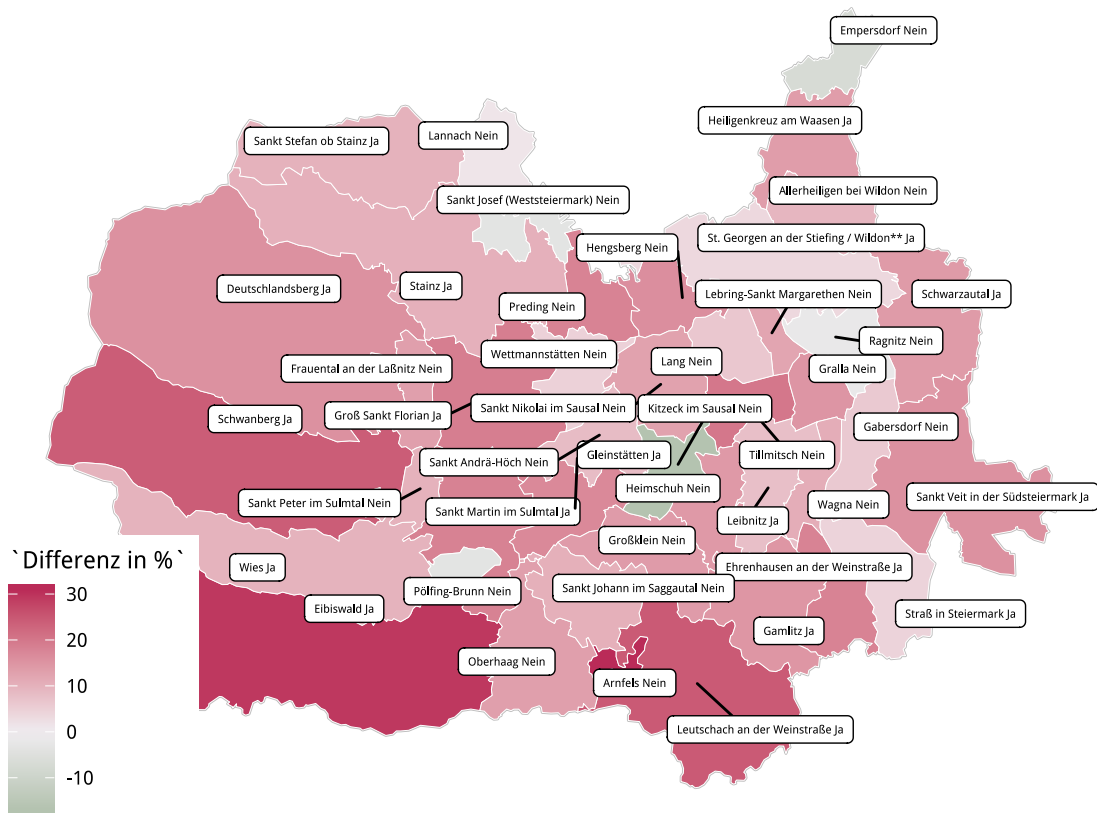 Empersdorf Nein
Heiligenkreuz am Waasen Ja
Lannach Nein
Sankt Stefan ob Stainz Ja
Allerheiligen bei Wildon Nein
Sankt Josef (Weststeiermark) Nein
St. Georgen an der Stiefing / Wildon** Ja
Hengsberg Nein
Deutschlandsberg Ja
Stainz Ja
Lebring-Sankt Margarethen Nein
Schwarzautal Ja
Preding Nein
Ragnitz Nein
Wettmannstätten Nein
Lang Nein
Frauental an der Laßnitz Nein
Gralla Nein
Schwanberg Ja
Groß Sankt Florian Ja
Sankt Nikolai im Sausal Nein
Kitzeck im Sausal Nein
Gabersdorf Nein
Sankt Andrä-Höch Nein
Gleinstätten Ja
Tillmitsch Nein
Heimschuh Nein
Sankt Peter im Sulmtal Nein
Sankt Martin im Sulmtal Ja
Leibnitz Ja
Wagna Nein
Sankt Veit in der Südsteiermark Ja
Großklein Nein
`Differenz in %`
Wies Ja
Ehrenhausen an der Weinstraße Ja
Pölfing-Brunn Nein
Sankt Johann im Saggautal Nein
30
Eibiswald Ja
Straß in Steiermark Ja
Gamlitz Ja
20
Oberhaag Nein
Arnfels Nein
10
Leutschach an der Weinstraße Ja
0
-10